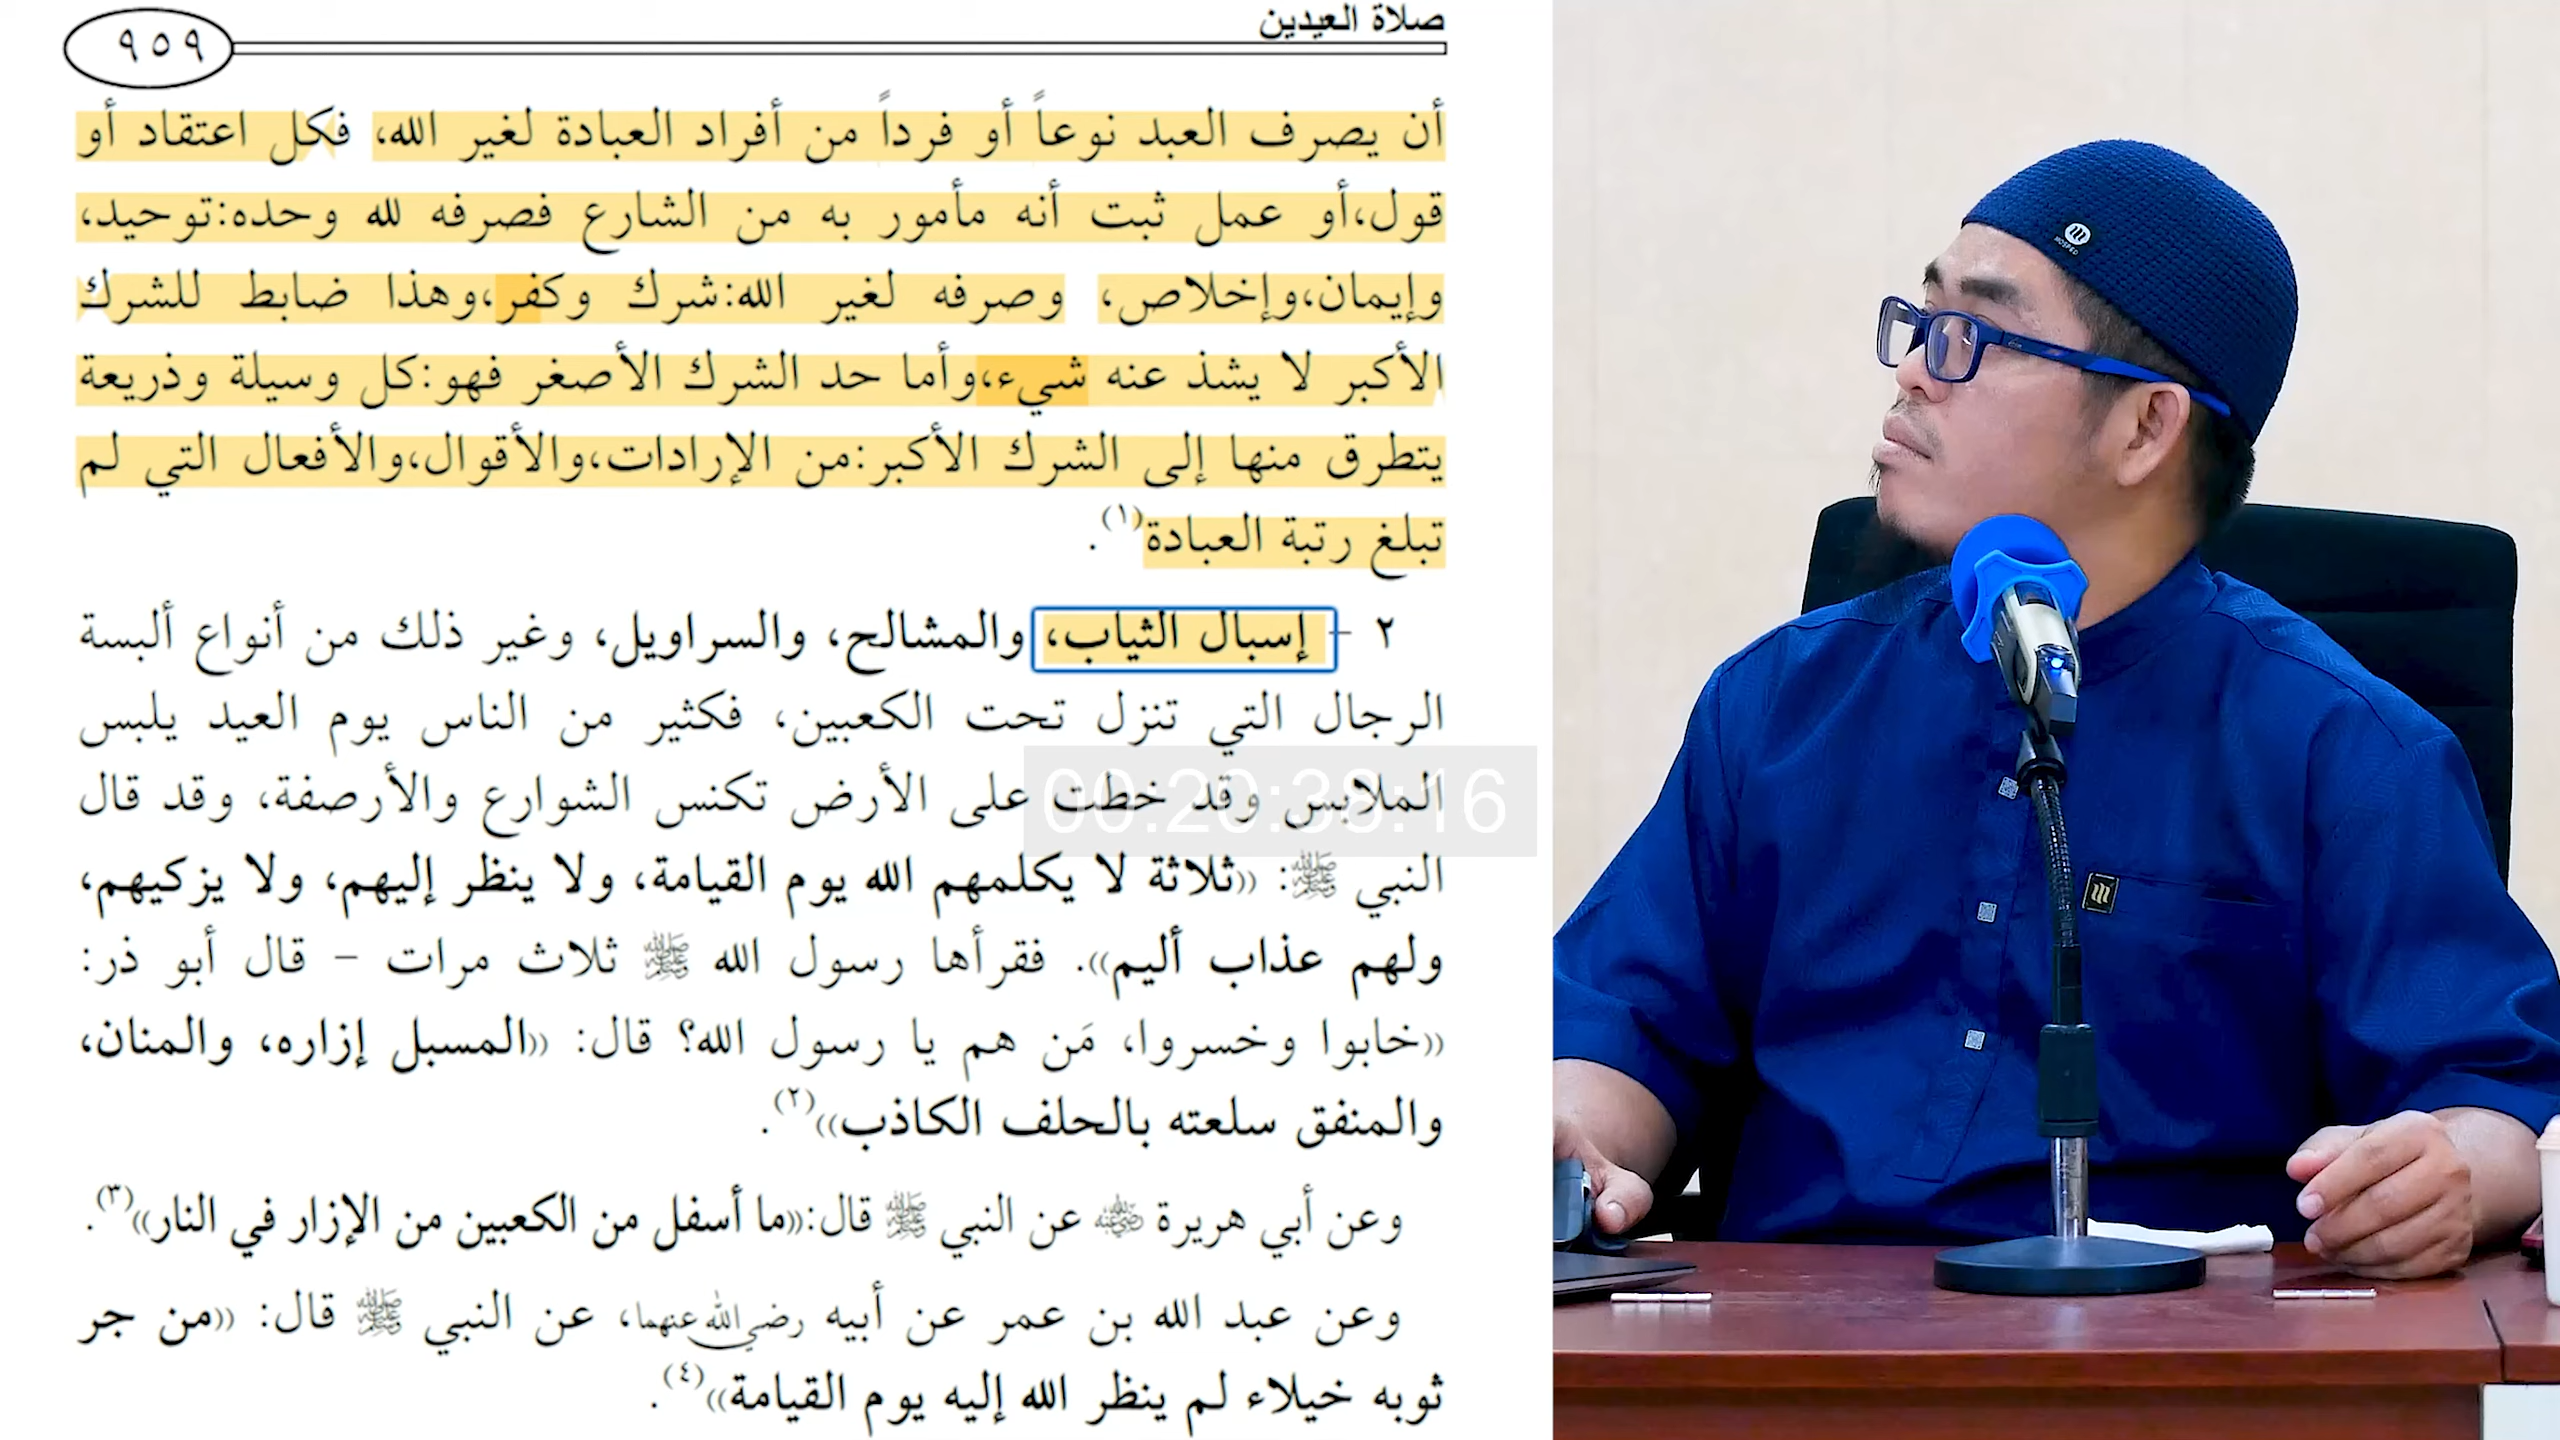 صلاة العيدين
٩٥٩
أن يصرف العبد نوعاً أو فرداً من أفراد العبادة لغير الله، فكل اعتقاد أو
قول،أو عمل ثبت أنه مأمور به من الشارع فصرفه لله وحده:توحيد،
وإيمان،وإخلاص، وصرفه لغير الله:شرك وكفر،وهذا ضابط للشرك
الأكبر لا يشذ عنه شيء،وأما حد الشرك الأصغر فهو:كل وسيلة وذريعة
يتطرق منها إلى الشرك الأكبر:من الإرادات،والأقوال،والأفعال التي لم
تبلغ رتبة العبادة(١).
٢ - إسبال الثياب، والمشالح، والسراويل، وغير ذلك من أنواع ألبسة
الرجال التي تنزل تحت الكعبين، فكثير من الناس يوم العيد يلبس
الملابس وقد خطت على الأرض تكنس الشوارع والأرصفة، وقد قال
النبي ﷺ: ((ثلاثة لا يكلمهم الله يوم القيامة، ولا ينظر إليهم، ولا يزكيهم،
ولهم عذاب أليم)). فقرأها رسول الله ﷺ ثلاث مرات – قال أبو ذر:
((خابوا وخسروا، مَن هم يا رسول الله؟ قال: ((المسبل إزاره، والمنان،
والمنفق سلعته بالحلف الكاذب))(٢).
وعن أبي هريرة رضي الله عنه عن النبي ﷺ قال:((ما أسفل من الكعبين من الإزار في النار))(٣).
وعن عبد الله بن عمر عن أبيه رضي الله عنهما، عن النبي ﷺ قال: ((من جر
ثوبه خيلاء لم ينظر الله إليه يوم القيامة))(٤).
00:20:38:16